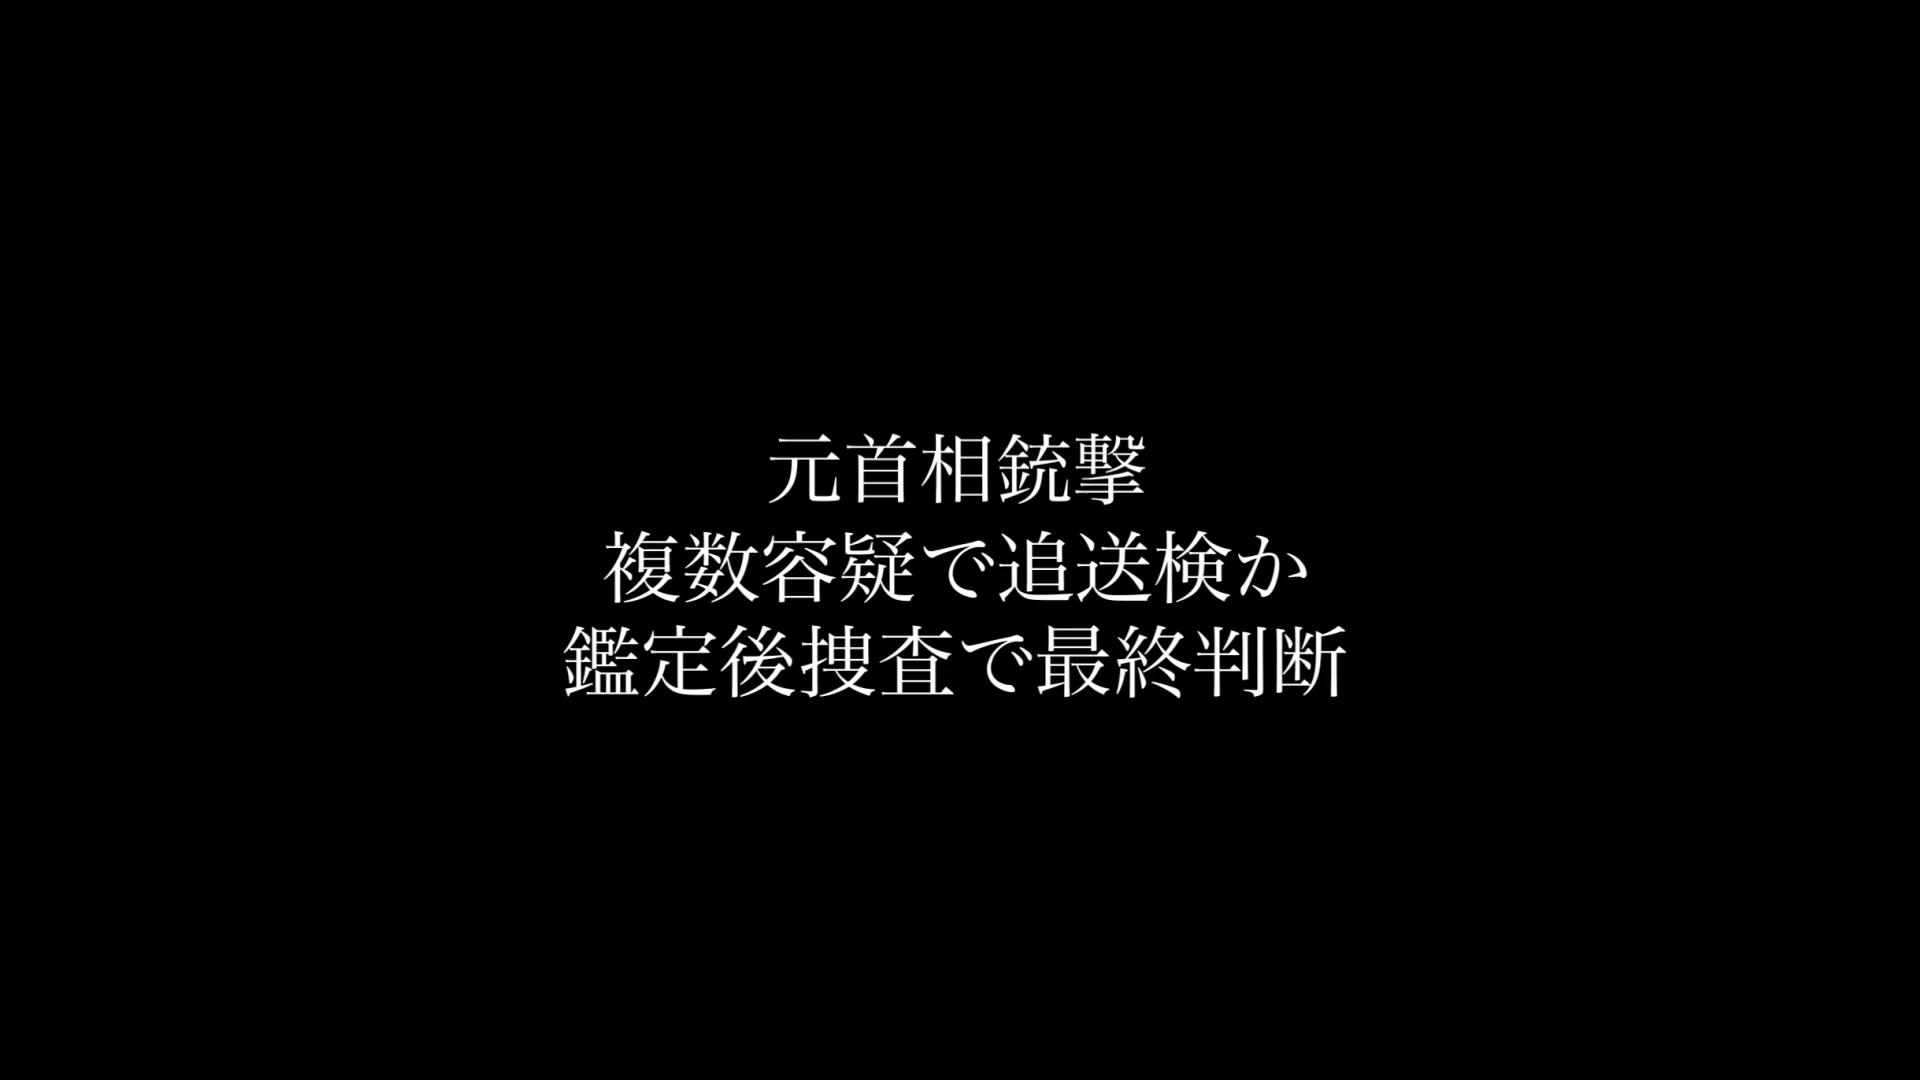 元首相銃撃
複数容疑で追送検か
鑑定後捜査で最終判断